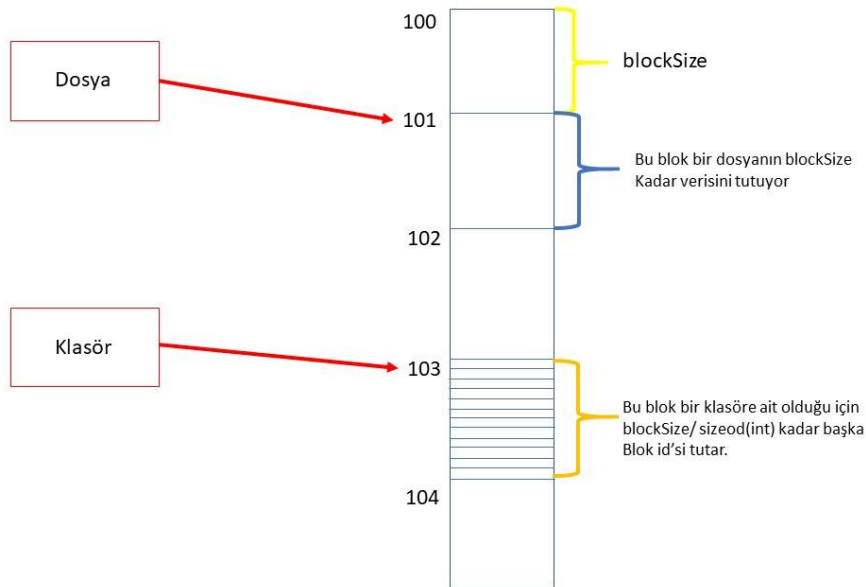 100
blockSize
Dosya
101
Bu blok bir dosyanın blockSize
Kadar verisini tutuyor
102
Klasör
103
Bu blok bir klasöre ait olduğu için
blockSize/ sizeod(int) kadar başka
Blok id'si tutar.
104